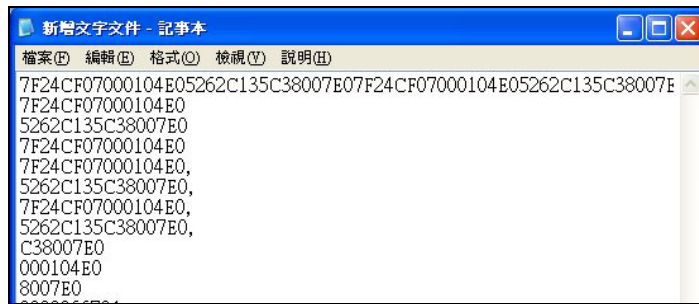 新增文字文件 - 記事本
檔案(F) 編輯(E) 格式(O) 檢視(V) 說明(H)
7F24CF07000104E05262C135C38007E07F24CF07000104E05262C135C38007E
7F24CF07000104E0
5262C135C38007E0
7F24CF07000104E0
7F24CF07000104E0,
5262C135C38007E0,
7F24CF07000104E0,
5262C135C38007E0,
C38007E0
000104E0
8007E0